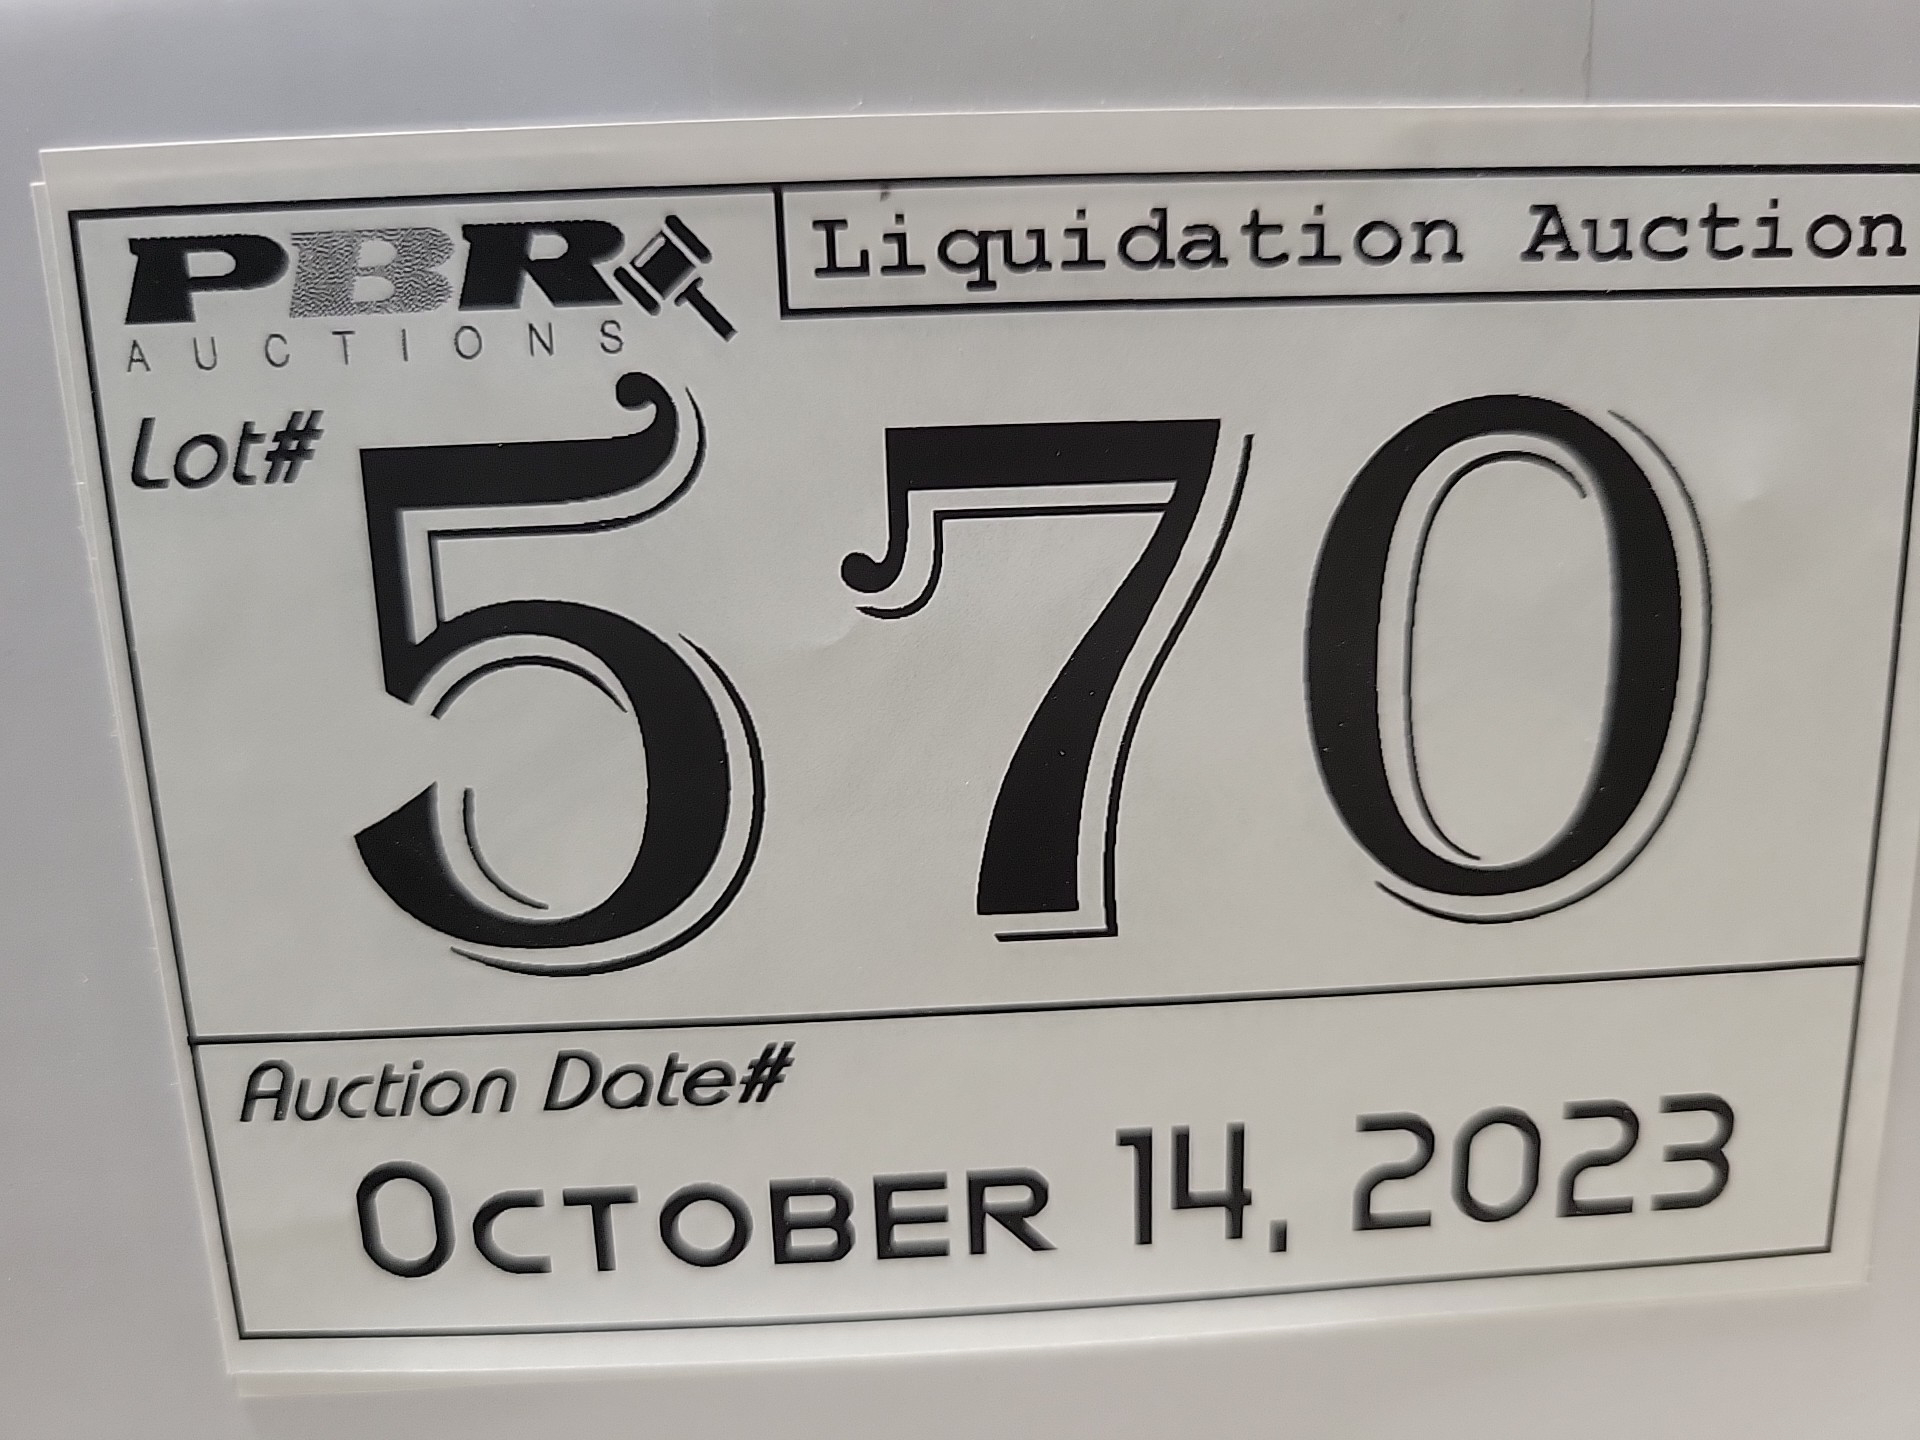 PBR
AUCTIONS
Liquidation Auction
Lot#
570
Auction Date#
OCTOBER 14, 2023